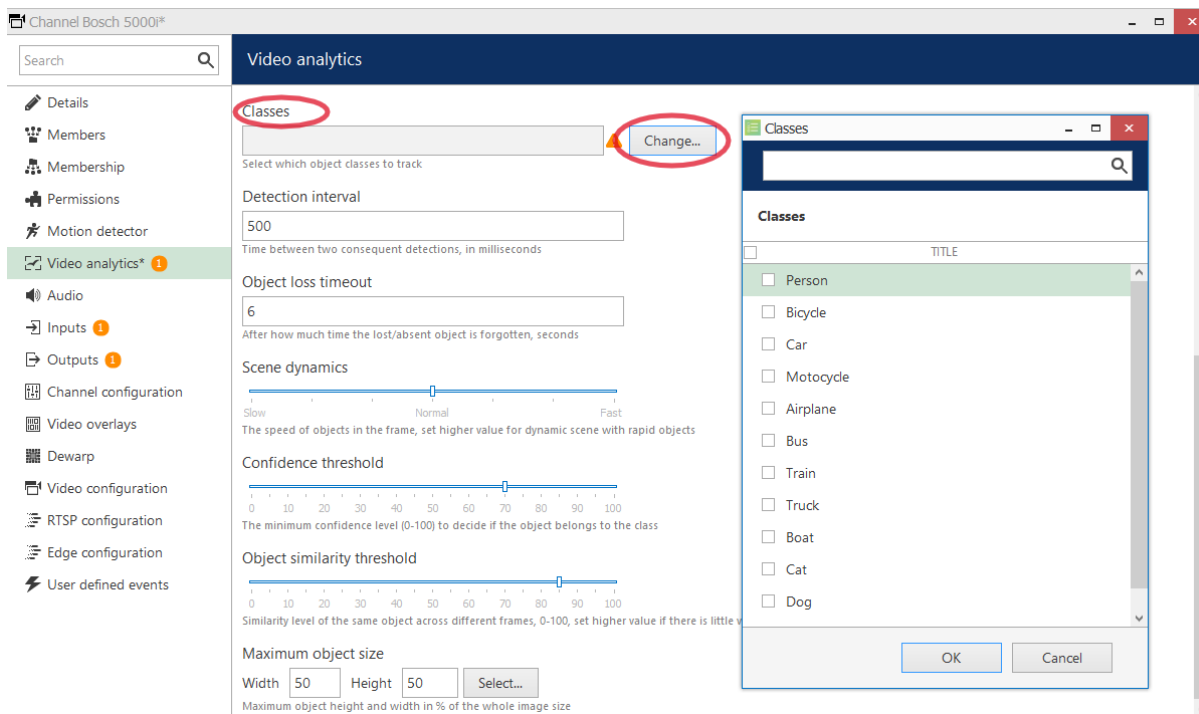 Channel Bosch 5000i*
Search
Video analytics
Details
Members
Membership
Permissions
Motion detector
Video analytics* 1
Audio
Inputs 1
Outputs 1
Channel configuration
Video overlays
Dewarp
Video configuration
RTSP configuration
Edge configuration
User defined events
Classes
Change...
Select which object classes to track
Detection interval
500
Time between two consequent detections, in milliseconds
Object loss timeout
6
After how much time the lost/absent object is forgotten, seconds
Scene dynamics
Slow Normal Fast
The speed of objects in the frame, set higher value for dynamic scene with rapid objects
Confidence threshold
0 10 20 30 40 50 60 70 80 90 100
The minimum confidence level (0-100) to decide if the object belongs to the class
Object similarity threshold
0 10 20 30 40 50 60 70 80 90 100
Similarity level of the same object across different frames, 0-100, set higher value if there is little
Maximum object size
Width 50 Height 50 Select...
Maximum object height and width in % of the whole image size
Classes
Classes
TITLE
Person
Bicycle
Car
Motocycle
Airplane
Bus
Train
Truck
Boat
Cat
Dog
OK Cancel